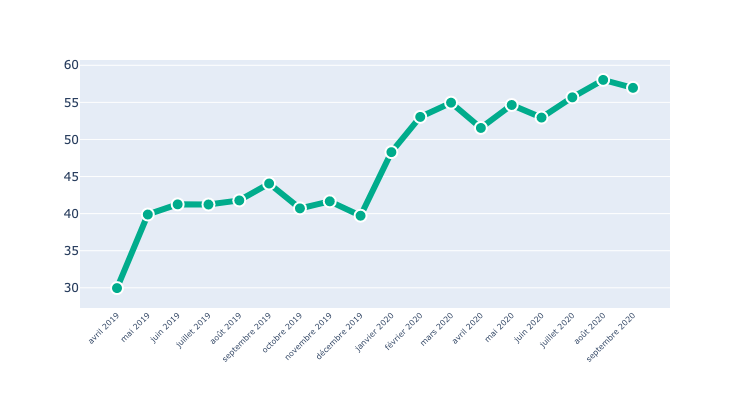 60
55
50
45
40
35
30
avril 2019
mai 2019
juin 2019
juillet 2019
août 2019
septembre 2019
octobre 2019
novembre 2019
décembre 2019
janvier 2020
février 2020
mars 2020
avril 2020
mai 2020
juin 2020
juillet 2020
août 2020
septembre 2020